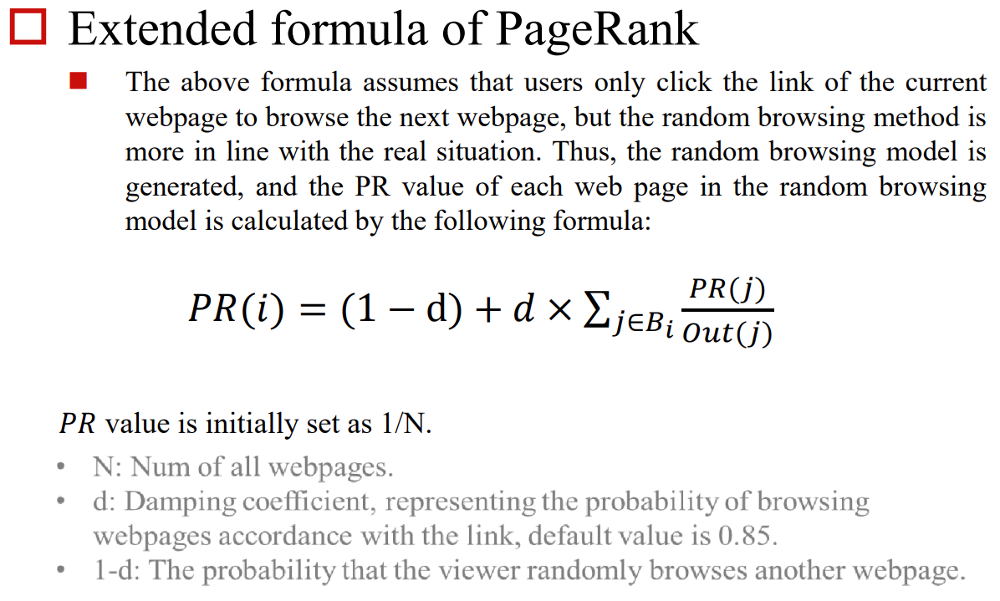 Extended formula of PageRank
The above formula assumes that users only click the link of the current
webpage to browse the next webpage, but the random browsing method is
more in line with the real situation. Thus, the random browsing model is
generated, and the PR value of each web page in the random browsing
model is calculated by the following formula:
PR(i) = (1 − d) + d × ∑_{j∈B_i} PR(j)/Out(j)
PR value is initially set as 1/N.
• N: Num of all webpages.
• d: Damping coefficient, representing the probability of browsing
webpages accordance with the link, default value is 0.85.
• 1-d: The probability that the viewer randomly browses another webpage.